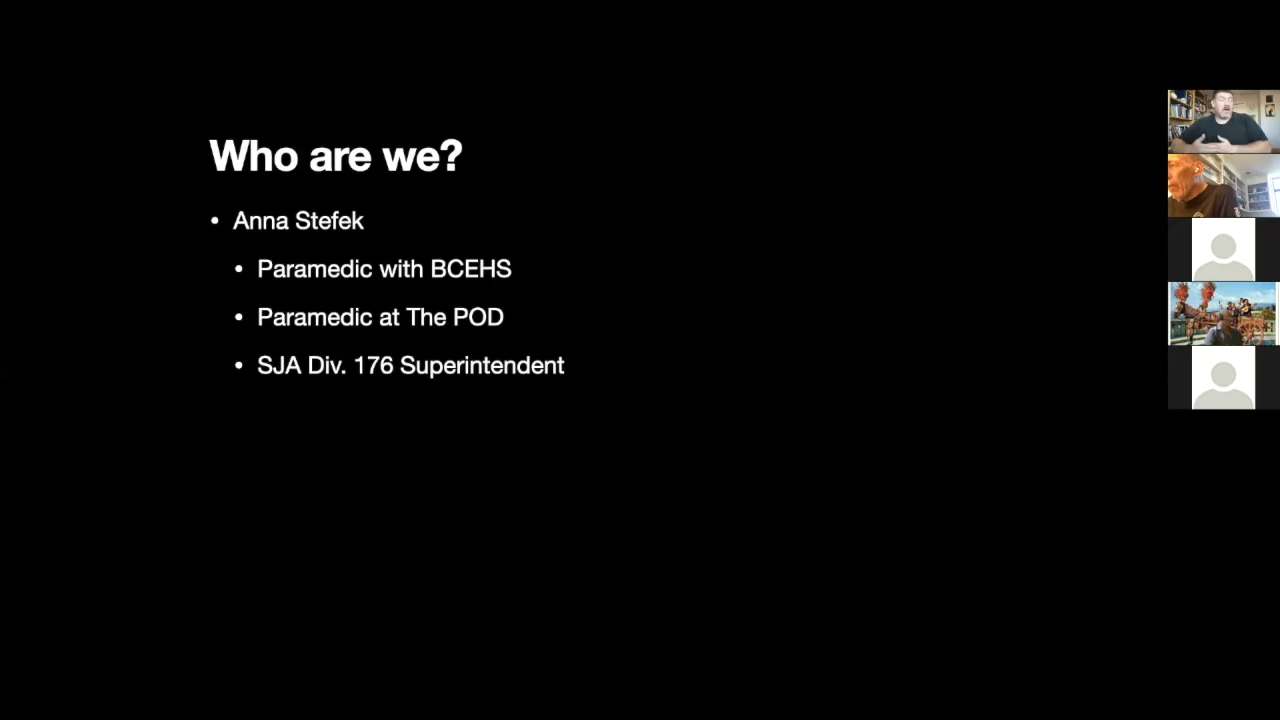 Who are we?
• Anna Stefek
• Paramedic with BCEHS
• Paramedic at The POD
• SJA Div. 176 Superintendent